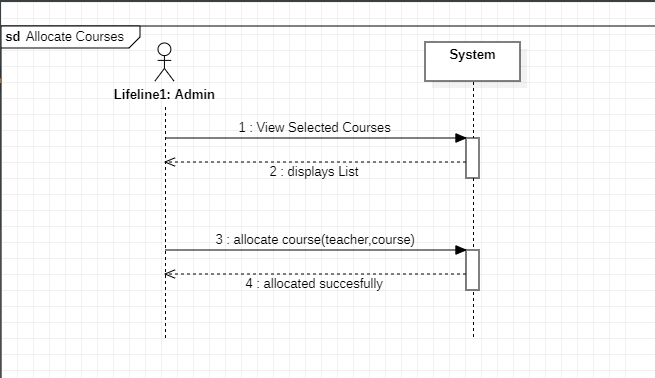 sd Allocate Courses
System
Lifeline1: Admin
1 : View Selected Courses
2 : displays List
3 : allocate course(teacher,course)
4 : allocated succesfully